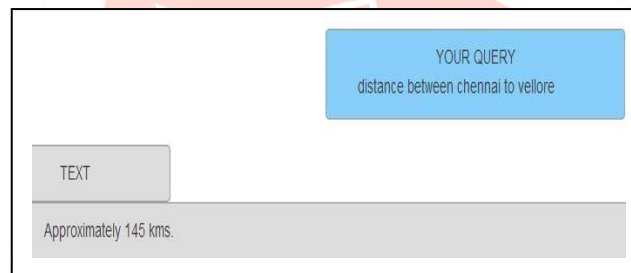 YOUR QUERY
distance between chennai to vellore
TEXT
Approximately 145 kms.